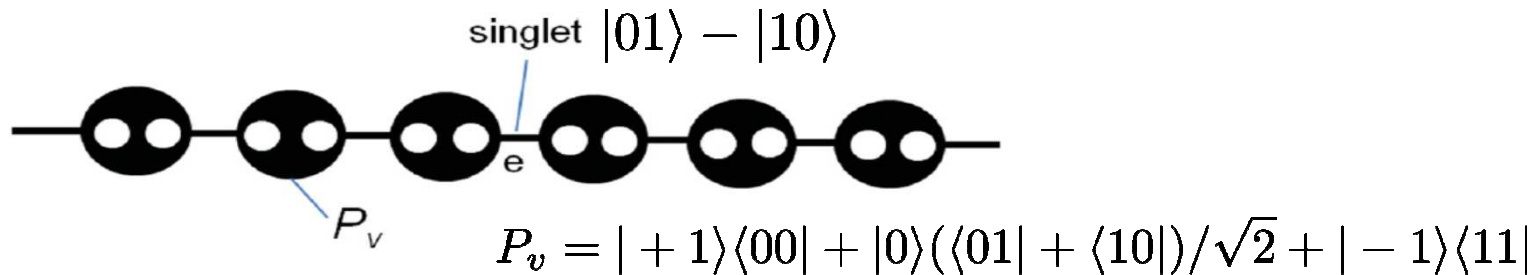 singlet |01⟩ − |10⟩
e
P_v
P_v = | + 1⟩⟨00| + |0⟩(⟨01| + ⟨10|)/√2 + | − 1⟩⟨11|